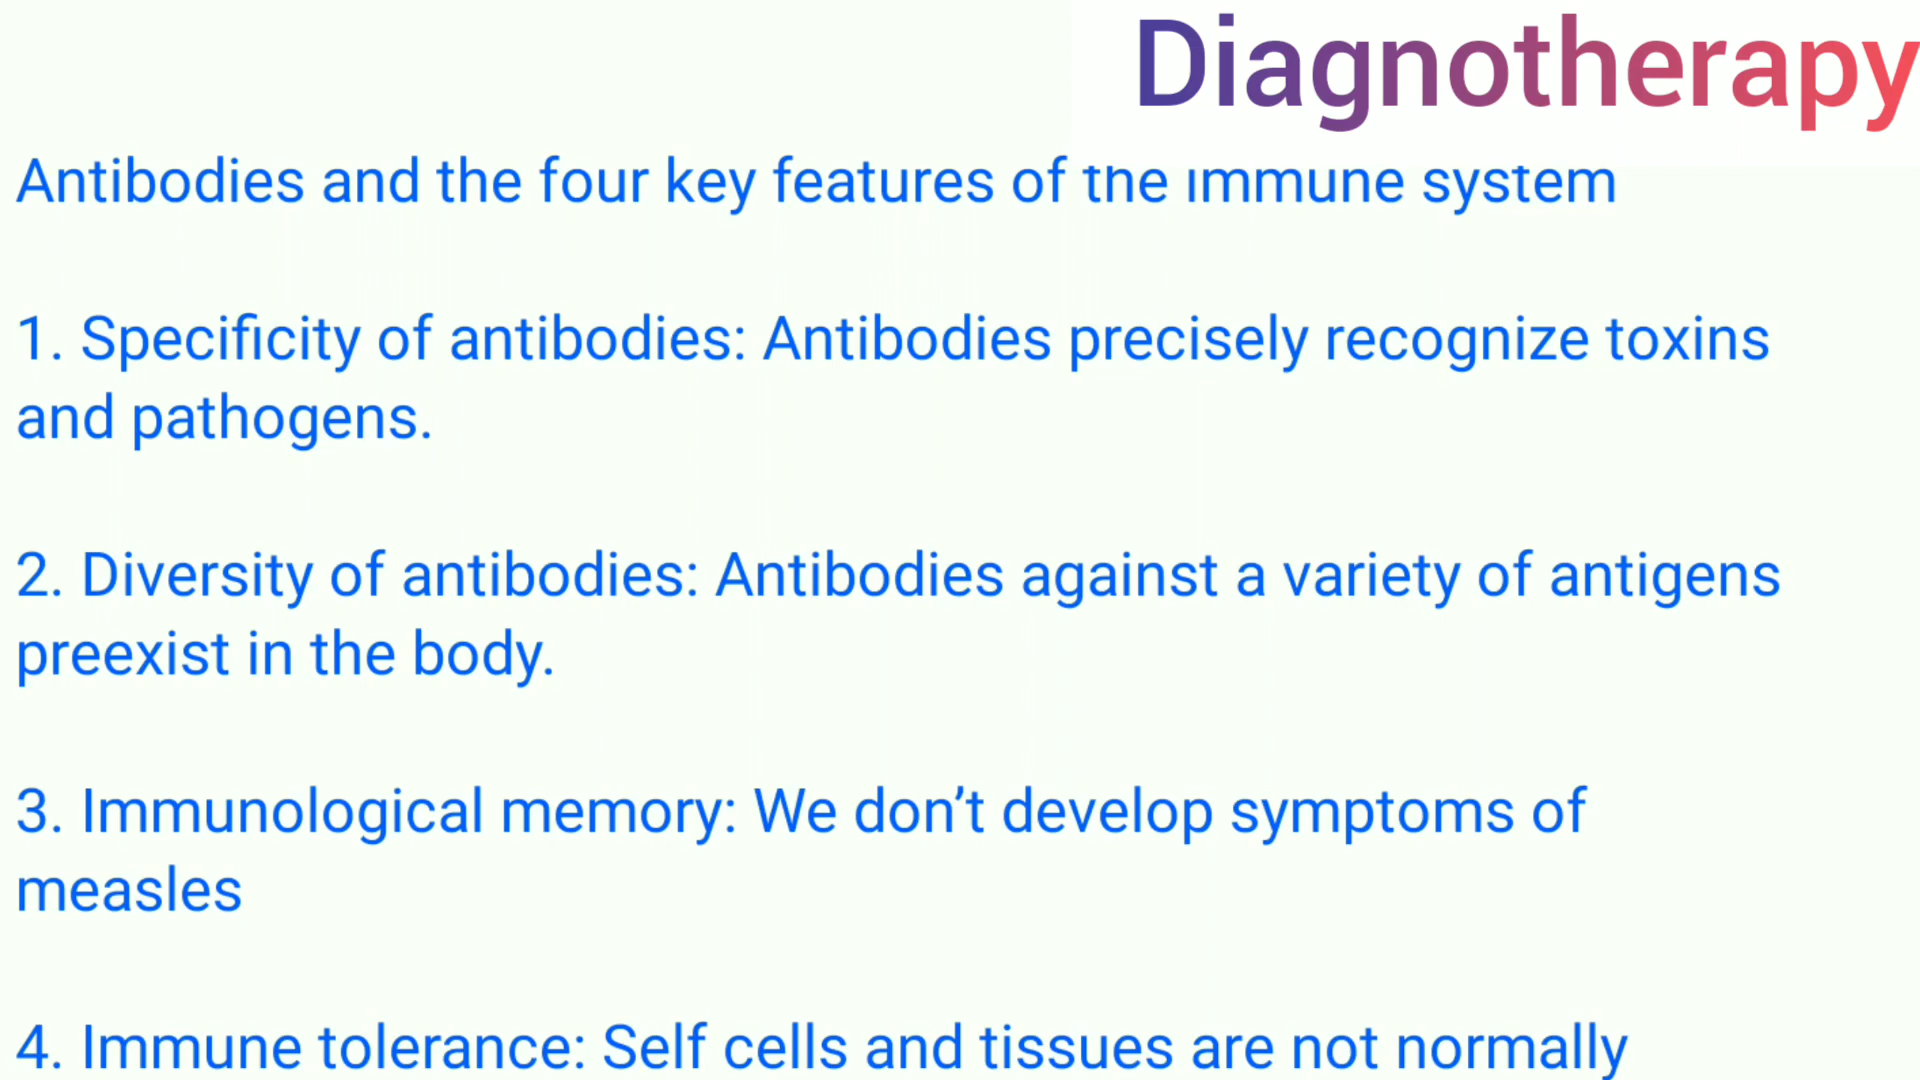 Diagnotherapy
Antibodies and the four key features of the immune system
1. Specificity of antibodies: Antibodies precisely recognize toxins
and pathogens.
2. Diversity of antibodies: Antibodies against a variety of antigens
preexist in the body.
3. Immunological memory: We don’t develop symptoms of
measles
4. Immune tolerance: Self cells and tissues are not normally